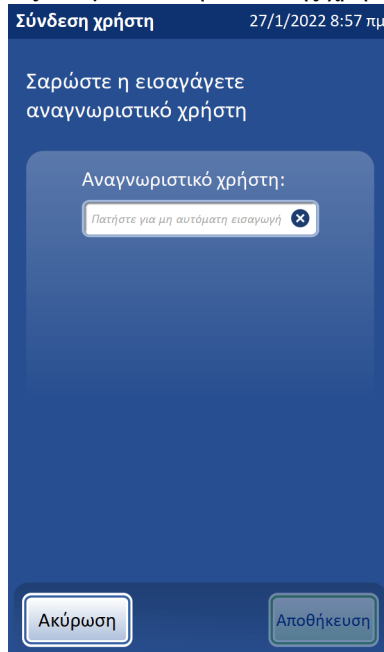 Σύνδεση χρήστη 27/1/2022 8:57 πμ
Σαρώστε η εισαγάγετε
αναγνωριστικό χρήστη
Αναγνωριστικό χρήστη:
Πατήστε για μη αυτόματη εισαγωγή
Ακύρωση Αποθήκευση